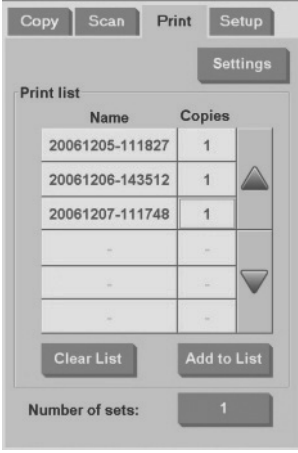 Copy Scan Print Setup
Settings
Print list
Name Copies
20061205-111827 1
20061206-143512 1
20061207-111748 1
- -
- -
- -
Clear List Add to List
Number of sets: 1